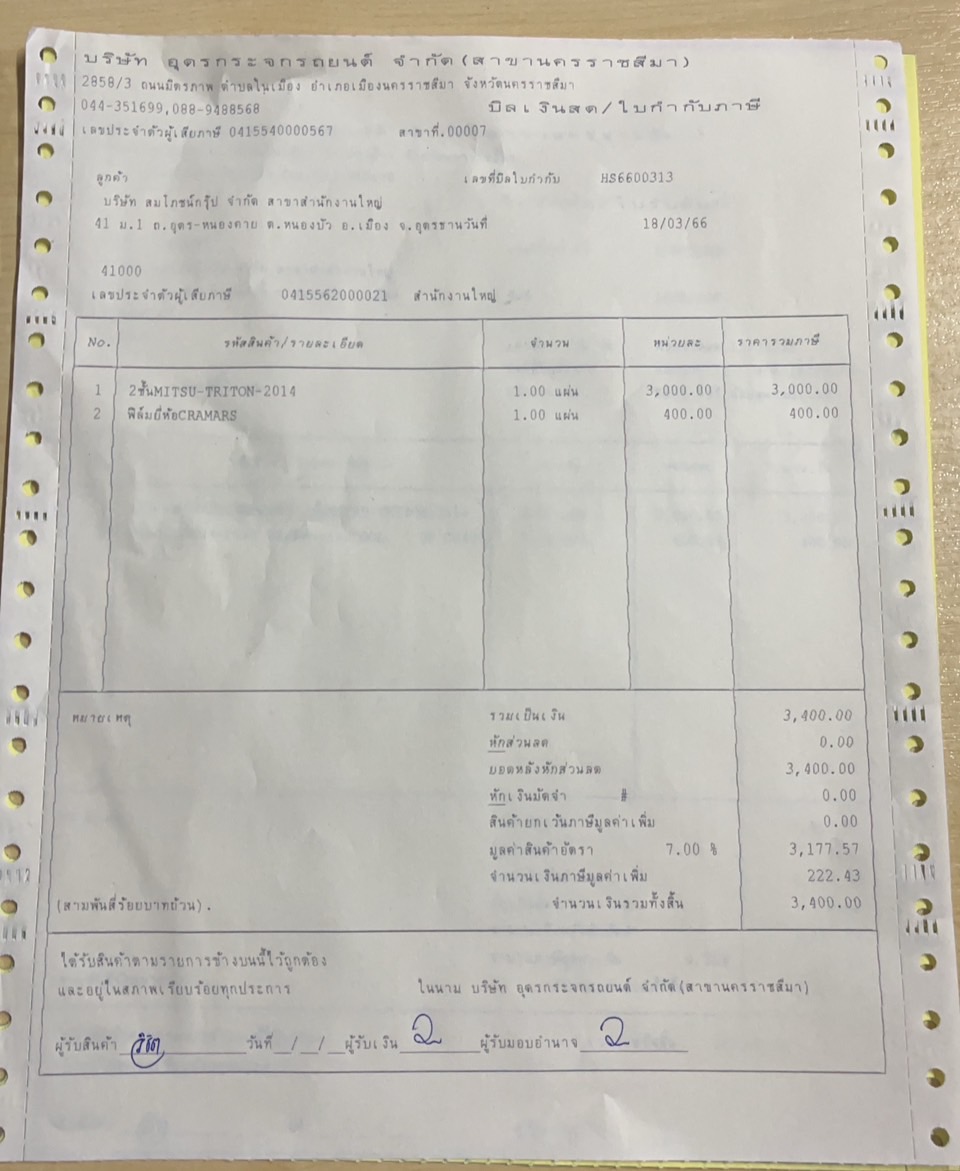 บริษัท อุดรกระจกรถยนต์ จำกัด(สาขานครราชสีมา)
2858/3 ถนนมิตรภาพ ตำบลในเมือง อำเภอเมืองนครราชสีมา จังหวัดนครราชสีมา
044-351699,088-9488568 บิลเงินสด/ใบกำกับภาษี
เลขประจำตัวผู้เสียภาษี 0415540000567 สาขาที่.00007
ลูกค้า เลขที่บิลใบกำกับ HS6600313
บริษัท สมโภชน์กรุ๊ป จำกัด สาขาสำนักงานใหญ่
41 ม.1 ถ.อุดร-หนองคาย ต.หนองบัว อ.เมือง จ.อุดรธานวันที่ 18/03/66
41000
เลขประจำตัวผู้เสียภาษี 0415562000021 สำนักงานใหญ่
No. รหัสสินค้า/รายละเอียด จำนวน หน่วยละ ราคารวมภาษี
1 2ชั้นMITSU-TRITON-2014 1.00 แผ่น 3,000.00 3,000.00
2 ฟิล์มยี่ห้อCRAMARS 1.00 แผ่น 400.00 400.00
หมายเหตุ รวมเป็นเงิน 3,400.00
หักส่วนลด 0.00
ยอดหลังหักส่วนลด 3,400.00
หักเงินมัดจำ # 0.00
สินค้ายกเว้นภาษีมูลค่าเพิ่ม 0.00
มูลค่าสินค้าอัตรา 7.00 % 3,177.57
จำนวนเงินภาษีมูลค่าเพิ่ม 222.43
(สามพันสี่ร้อยบาทถ้วน). จำนวนเงินรวมทั้งสิ้น 3,400.00
ได้รับสินค้าตามรายการข้างบนนี้ไว้ถูกต้อง
และอยู่ในสภาพเรียบร้อยทุกประการ ในนาม บริษัท อุดรกระจกรถยนต์ จำกัด(สาขานครราชสีมา)
ผู้รับสินค้า วันที่ / / ผู้รับเงิน ผู้รับมอบอำนาจ